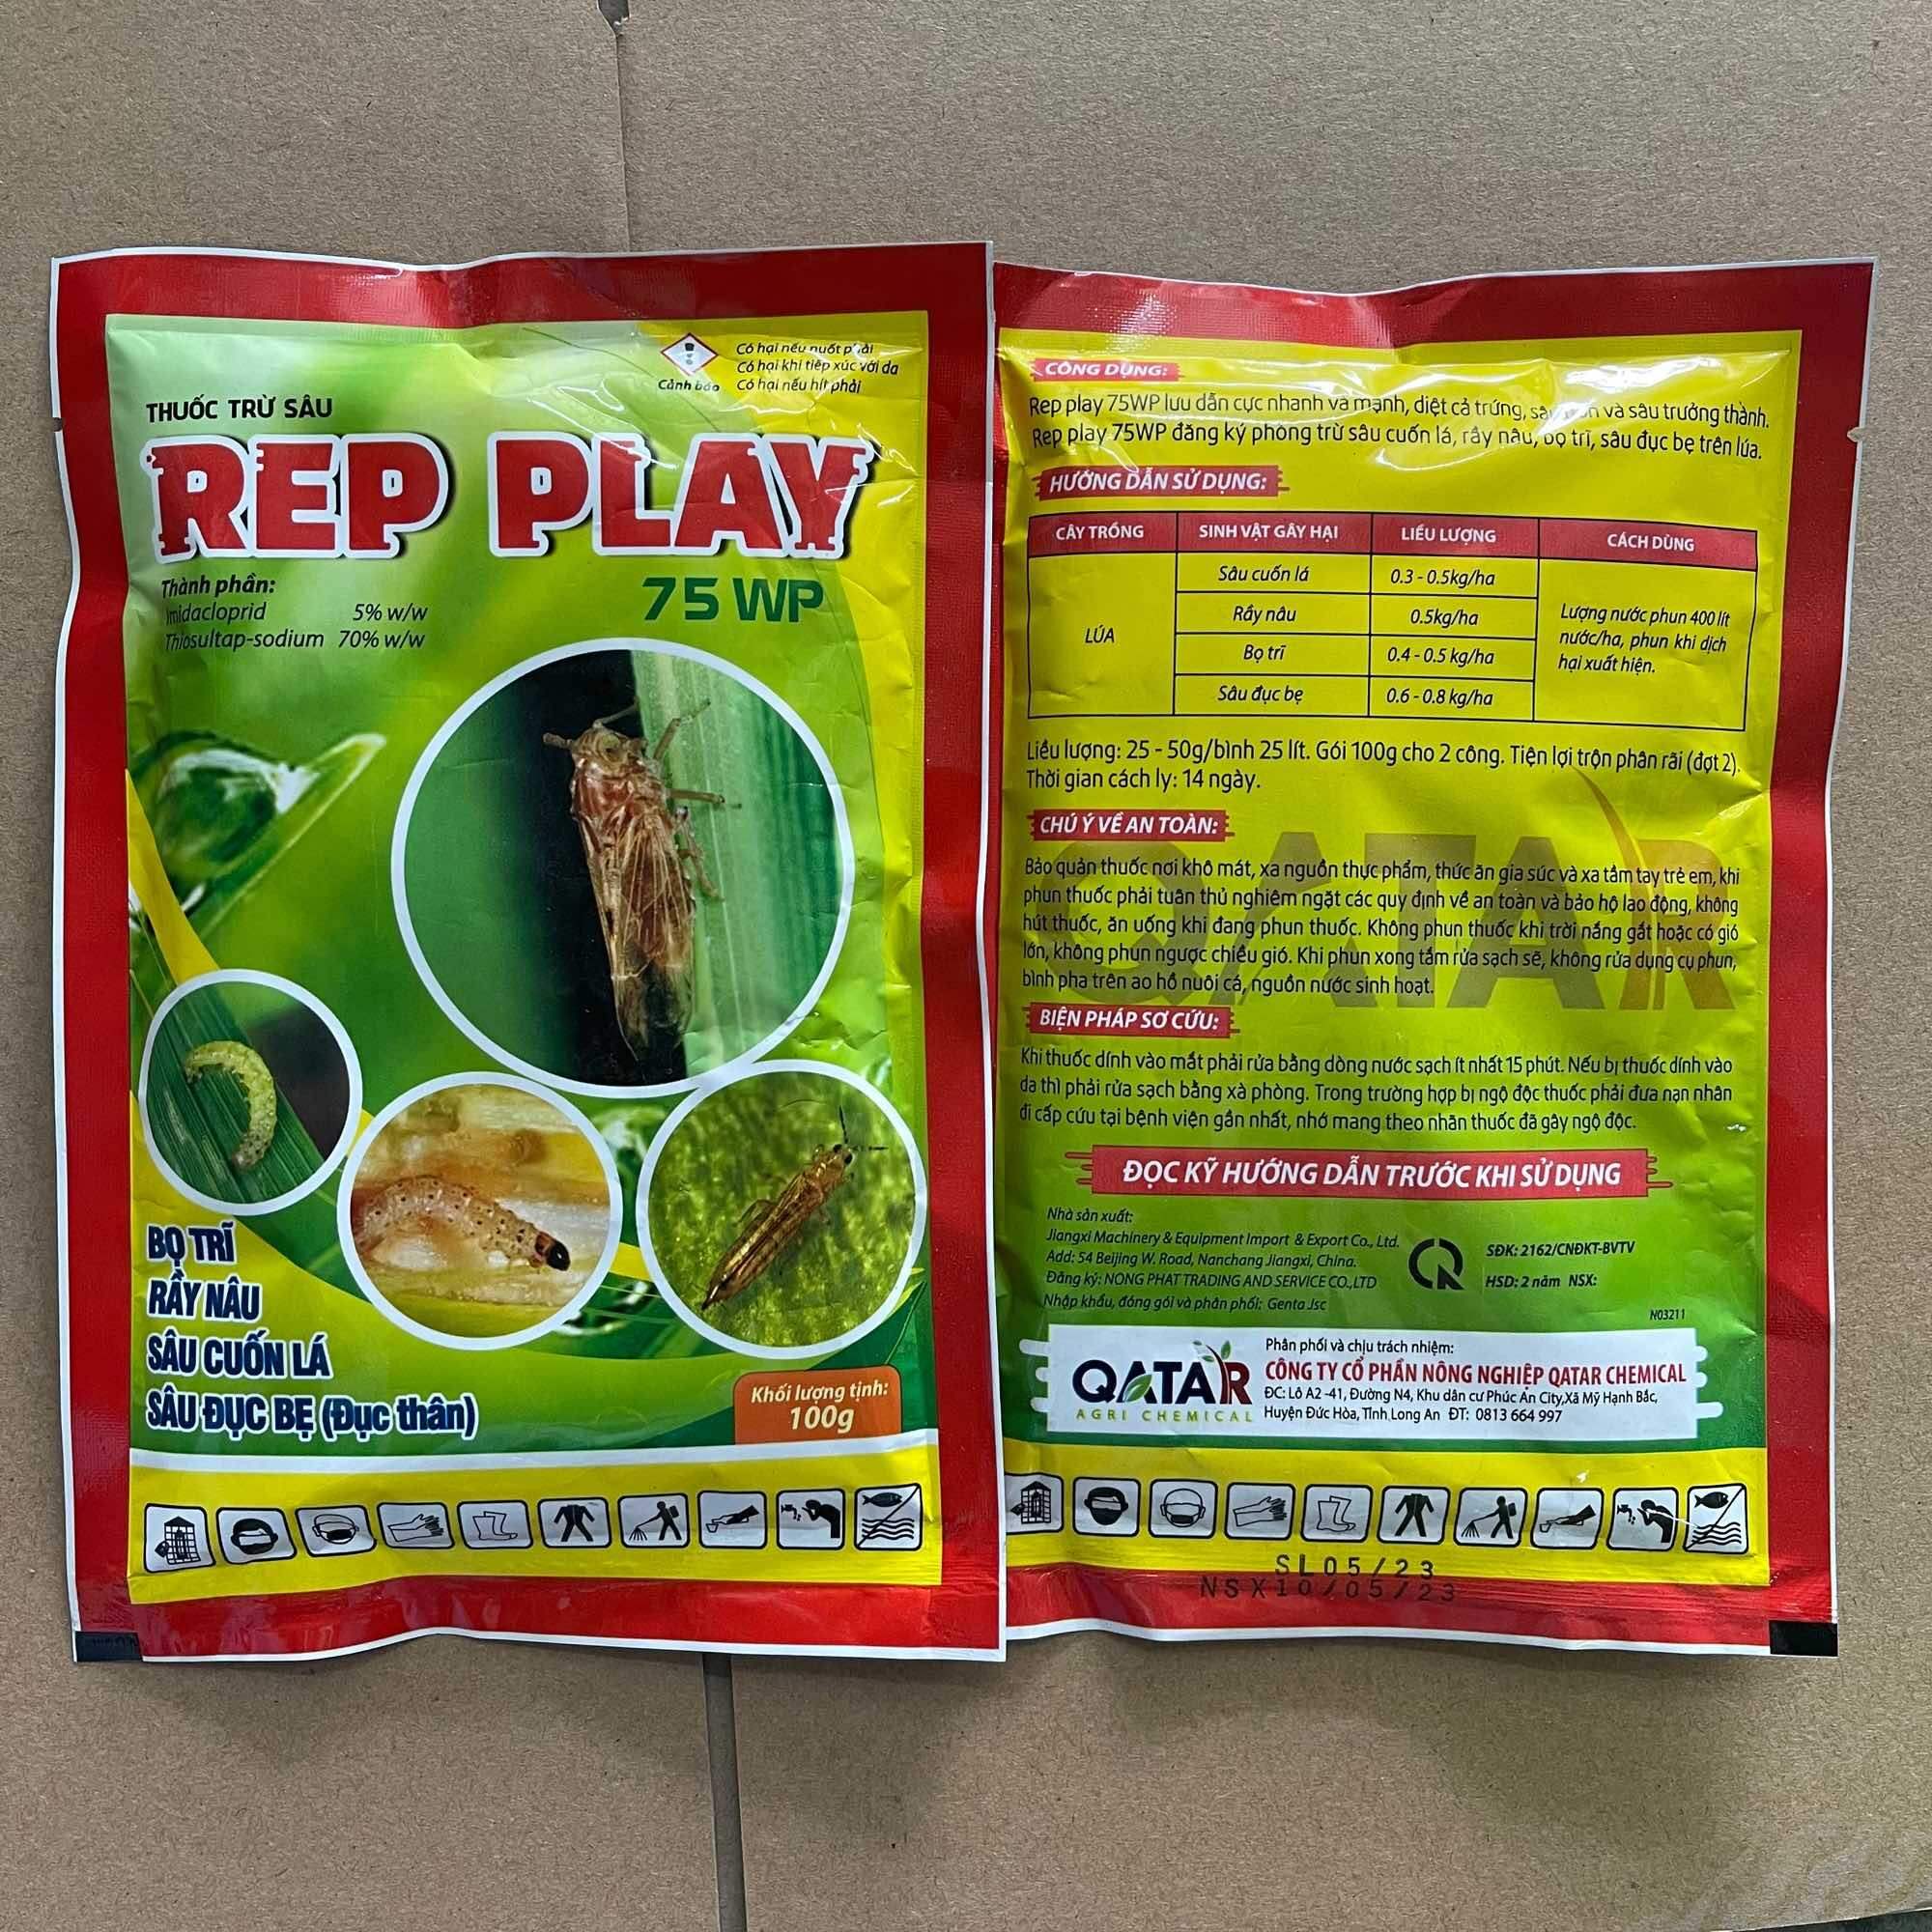 Có hại nếu nuốt phải
Có hại khi tiếp xúc với da
Cảnh báo Có hại nếu hít phải
THUỐC TRỪ SÂU
REP PLAY
75 WP
Thành phần:
Imidacloprid 5% w/w
Thiosultap-sodium 70% w/w
BỌ TRĨ
RẦY NÂU
SÂU CUỐN LÁ
SÂU ĐỤC BẸ (Đục thân)
Khối lượng tịnh:
100g
CÔNG DỤNG:
Rep play 75WP lưu dẫn cực nhanh và mạnh, diệt cả trứng, sâu non và sâu trưởng thành.
Rep play 75WP đăng ký phòng trừ sâu cuốn lá, rầy nâu, bọ trĩ, sâu đục bẹ trên lúa.
HƯỚNG DẪN SỬ DỤNG:
CÂY TRỒNG SINH VẬT GÂY HẠI LIỀU LƯỢNG CÁCH DÙNG
LÚA
Sâu cuốn lá 0.3 - 0.5kg/ha
Rầy nâu 0.5kg/ha
Bọ trĩ 0.4 - 0.5 kg/ha
Sâu đục bẹ 0.6 - 0.8 kg/ha
Lượng nước phun 400 lít
nước/ha, phun khi dịch
hại xuất hiện.
Liều lượng: 25 - 50g/bình 25 lít. Gói 100g cho 2 công. Tiện lợi trộn phân rãi (đợt 2).
Thời gian cách ly: 14 ngày.
CHÚ Ý VỀ AN TOÀN:
Bảo quản thuốc nơi khô mát, xa nguồn thực phẩm, thức ăn gia súc và xa tầm tay trẻ em, khi
phun thuốc phải tuân thủ nghiêm ngặt các quy định về an toàn và bảo hộ lao động, không
hút thuốc, ăn uống khi đang phun thuốc. Không phun thuốc khi trời nắng gắt hoặc có gió
lớn, không phun ngược chiều gió. Khi phun xong tắm rửa sạch sẽ, không rửa dụng cụ phun,
bình pha trên ao hồ nuôi cá, nguồn nước sinh hoạt.
QATAR
BIỆN PHÁP SƠ CỨU:
Khi thuốc dính vào mắt phải rửa bằng dòng nước sạch ít nhất 15 phút. Nếu bị thuốc dính vào
da thì phải rửa sạch bằng xà phòng. Trong trường hợp bị ngộ độc thuốc phải đưa nạn nhân
đi cấp cứu tại bệnh viện gần nhất, nhớ mang theo nhãn thuốc đã gây ngộ độc.
ĐỌC KỸ HƯỚNG DẪN TRƯỚC KHI SỬ DỤNG
Nhà sản xuất:
Jiangxi Machinery & Equipment Import & Export Co., Ltd.
Add: 54 Beijing W. Road, Nanchang Jiangxi, China.
Đăng ký: NONG PHAT TRADING AND SERVICE CO.,LTD
Nhập khẩu, đóng gói và phân phối: Genta Jsc
SĐK: 2162/CNĐKT-BVTV
HSD: 2 năm NSX:
N03211
QATAR
AGRI CHEMICAL
Phân phối và chịu trách nhiệm:
CÔNG TY CỔ PHẦN NÔNG NGHIỆP QATAR CHEMICAL
ĐC: Lô A2 -41, Đường N4, Khu dân cư Phúc An City,Xã Mỹ Hạnh Bắc,
Huyện Đức Hòa, Tỉnh Long An ĐT: 0813 664 997
SL05/23
NSX10/05/23